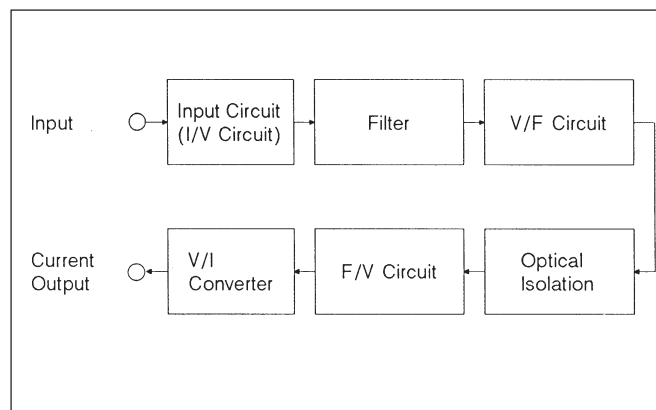 Input
Input Circuit
(I/V Circuit)
Filter
V/F Circuit
Current
Output
V/I
Converter
F/V Circuit
Optical
Isolation